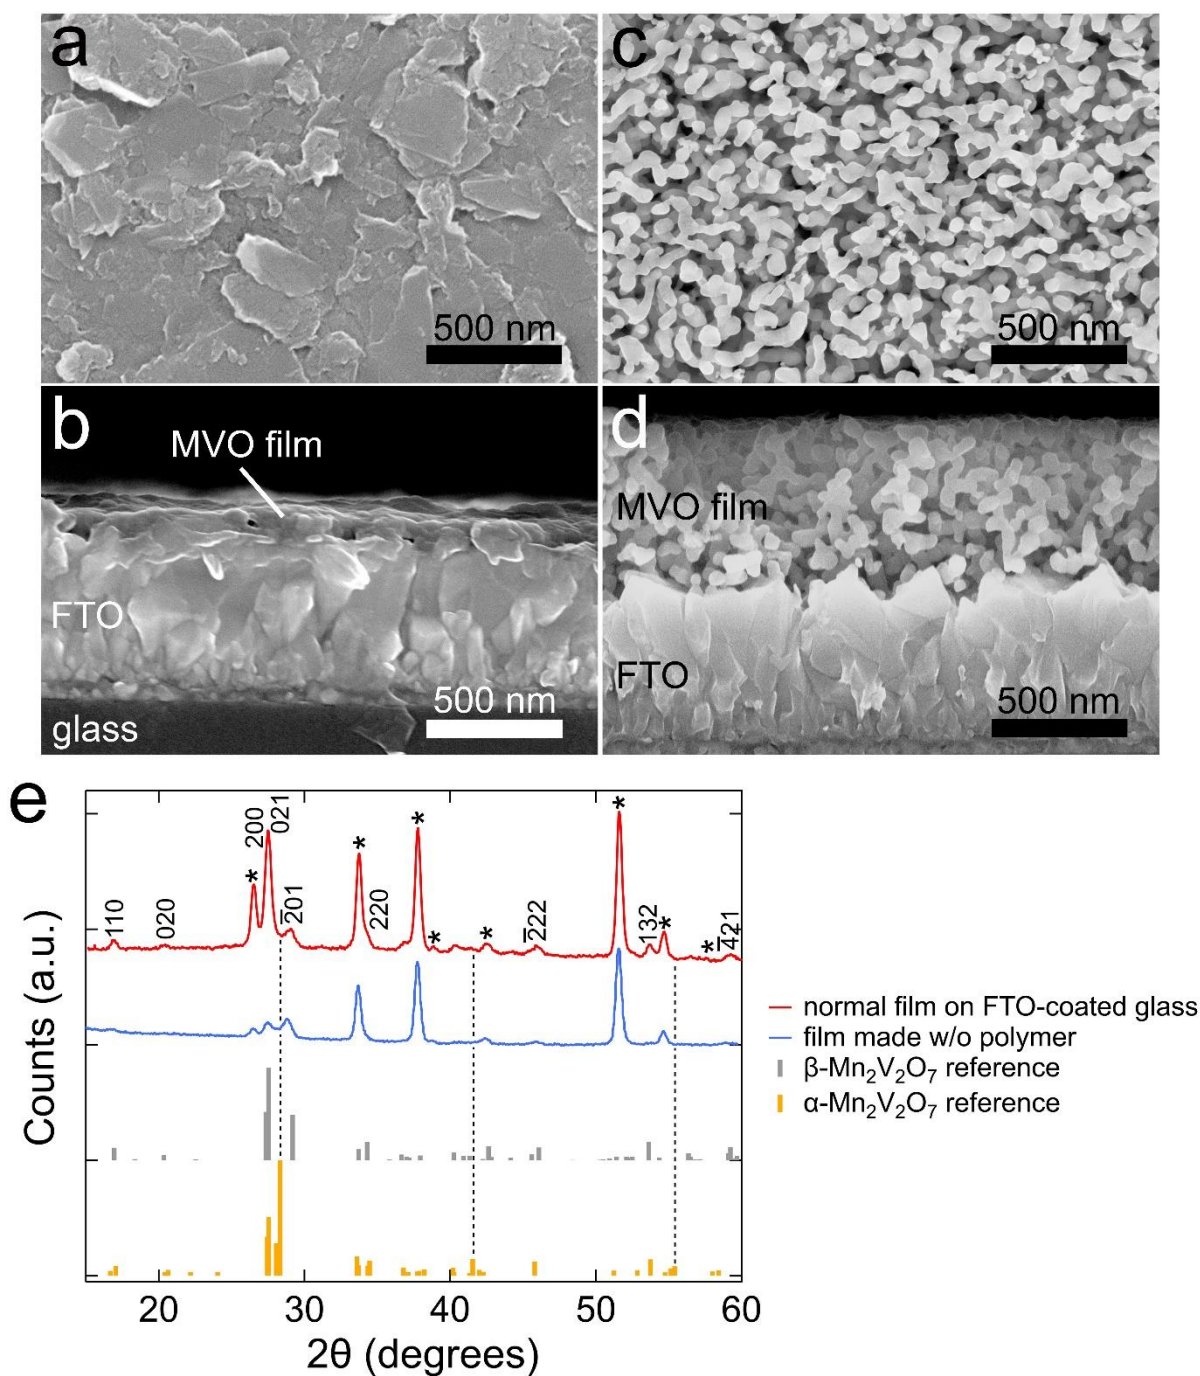 a
500 nm
c
500 nm
b
MVO film
FTO
glass
500 nm
d
MVO film
FTO
500 nm
e
Counts (a.u.)
110
020
*
200
021
2̅01
*
220
*
*
*
2̅22
*
132
*
*
4̅21
20
30
40
50
60
2θ (degrees)
normal film on FTO-coated glass
film made w/o polymer
β-Mn₂V₂O₇ reference
α-Mn₂V₂O₇ reference